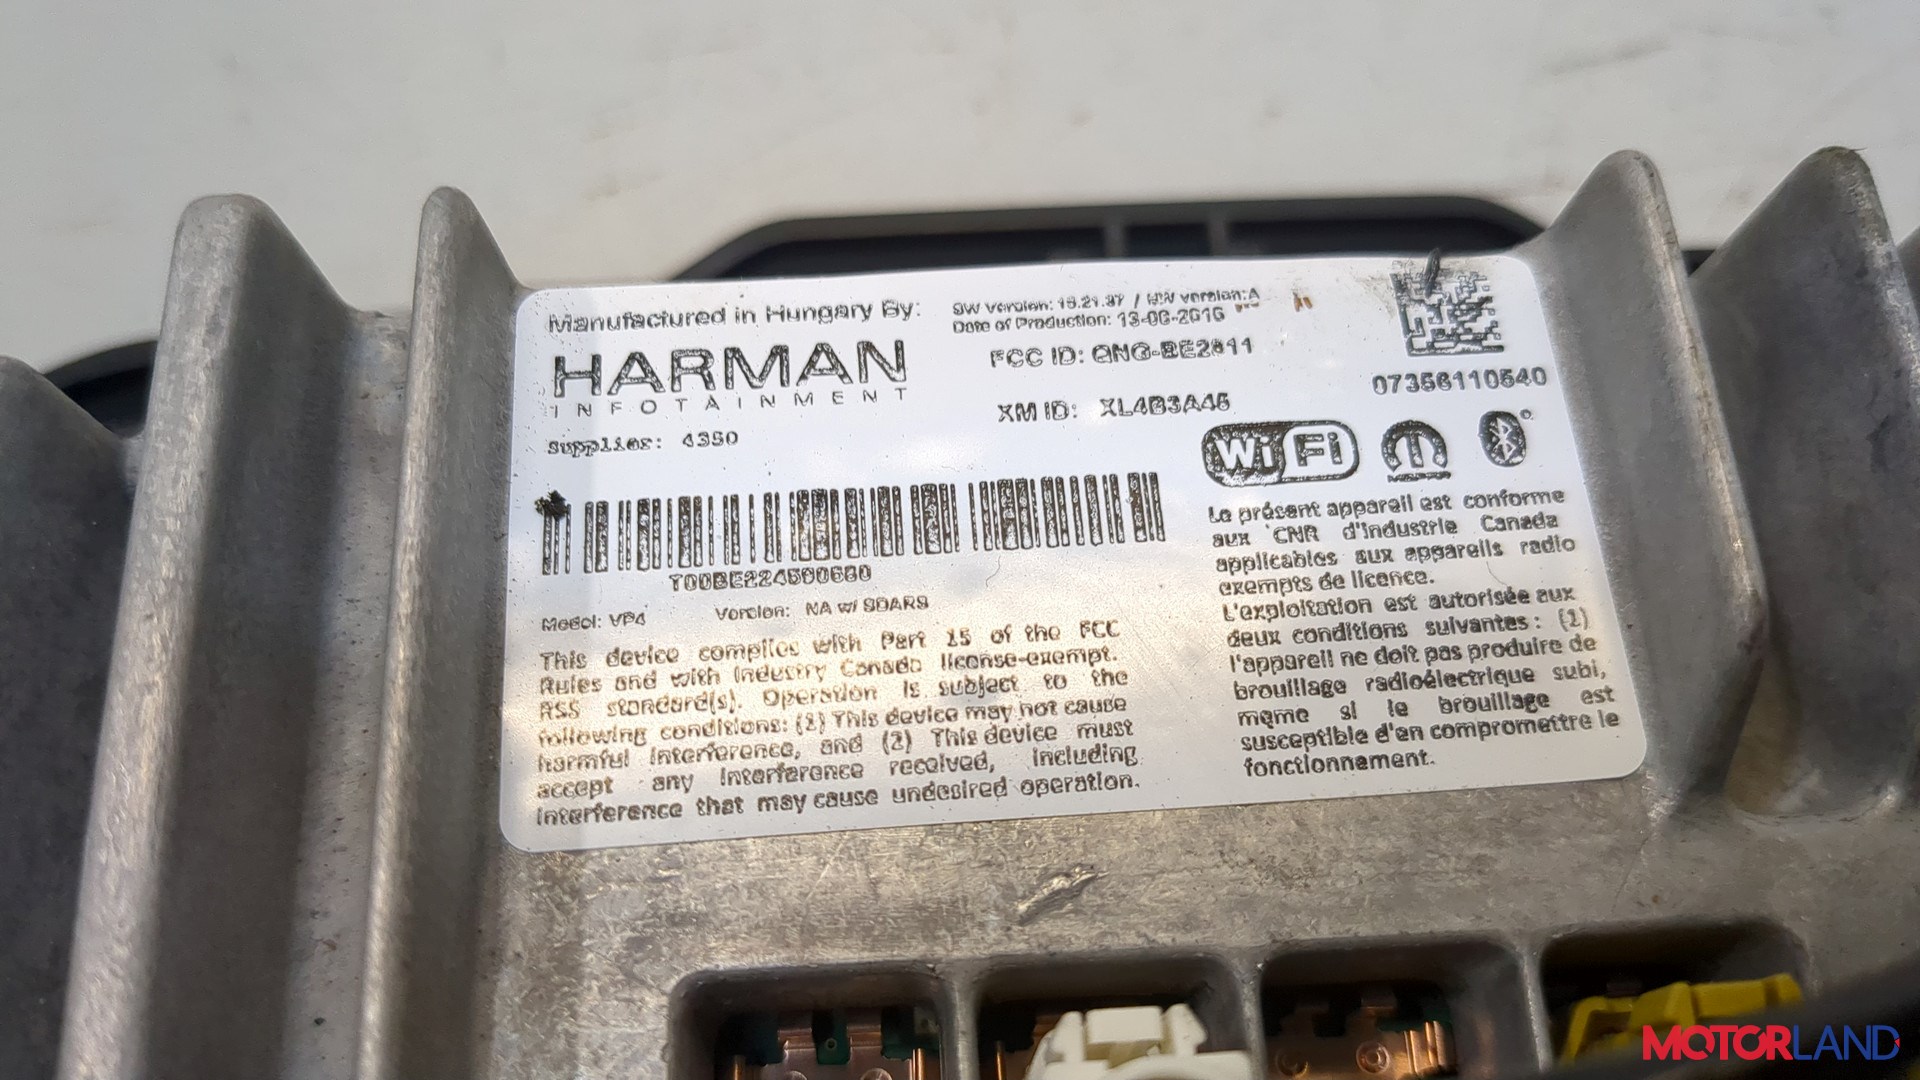 Manufactured in Hungary By:
HARMAN
INFOTAINMENT
Supplier: 4350
SW Version: 15.21.37 / HW version:A
Date of Production: 13-06-2016
FCC ID:
XM ID: XL4B3A46
07356110540
Wi Fi
T00BE224500680
Model: VP4 Version: NA w/ SDARS
This device complies with Part 15 of the FCC
Rules and with Industry Canada license-exempt.
RSS standard(s). Operation is subject to the
following conditions: (1) This device may not cause
harmful interference, and (2) This device must
accept any interference received, including
interference that may cause undesired operation.
Le présent appareil est conforme
aux CNR d'industrie Canada
applicables aux appareils radio
exempts de licence.
L'exploitation est autorisée aux
deux conditions suivantes: (1)
l'appareil ne doit pas produire de
brouillage radioélectrique subi,
même si le brouillage est
susceptible d'en compromettre le
fonctionnement.
MOTORLAND